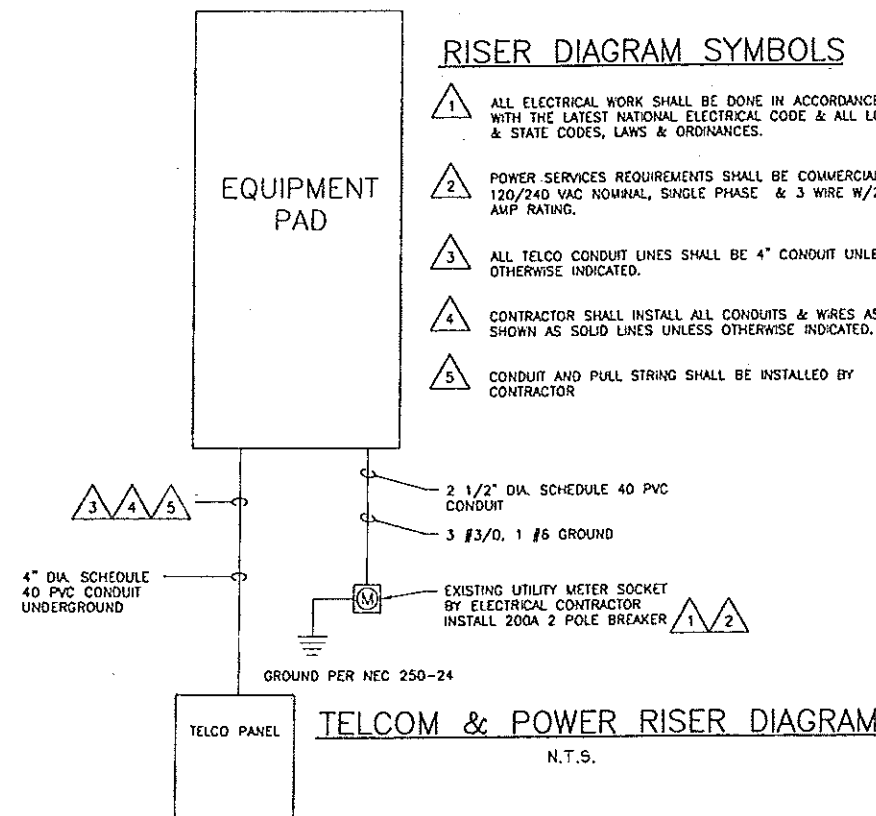 RISER DIAGRAM SYMBOLS
1
ALL ELECTRICAL WORK SHALL BE DONE IN ACCORDANCE
WITH THE LATEST NATIONAL ELECTRICAL CODE & ALL
& STATE CODES, LAWS & ORDINANCES.
2
POWER SERVICES REQUIREMENTS SHALL BE
120/240 VAC NOMINAL, SINGLE PHASE & 3 WIRE
AMP RATING.
3
ALL TELCO CONDUIT LINES SHALL BE 4" CONDUIT
OTHERWISE INDICATED.
4
CONTRACTOR SHALL INSTALL ALL CONDUITS & WIRES AS
SHOWN AS SOLID LINES UNLESS OTHERWISE INDICATED.
5
CONDUIT AND PULL STRING SHALL BE INSTALLED BY
CONTRACTOR
EQUIPMENT
PAD
3 4 5
2 1/2" DIA. SCHEDULE 40 PVC
CONDUIT
3 #3/0, 1 #6 GROUND
4" DIA. SCHEDULE
40 PVC CONDUIT
UNDERGROUND
M
EXISTING UTILITY METER SOCKET
BY ELECTRICAL CONTRACTOR
INSTALL 200A 2 POLE BREAKER
1 2
GROUND PER NEC 250-24
TELCO PANEL
TELCOM & POWER RISER DIAGRAM
N.T.S.